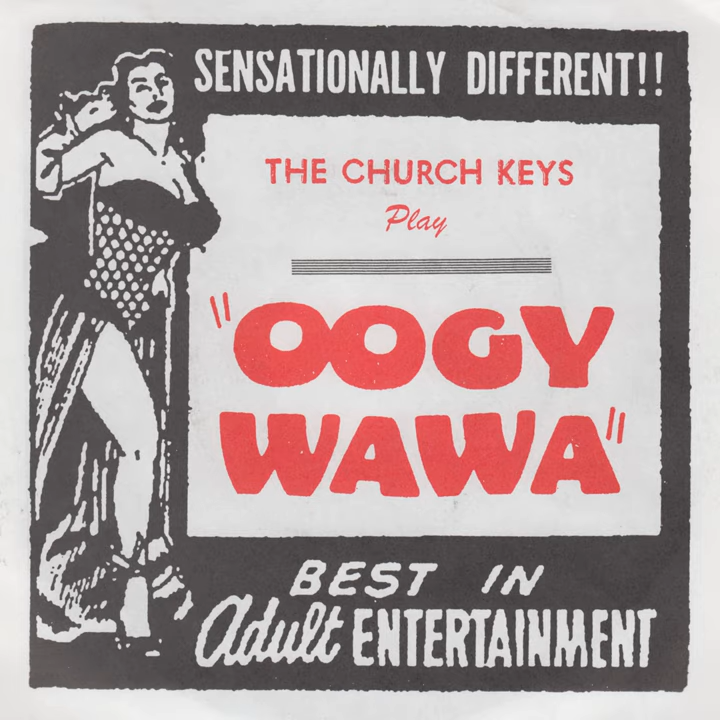 SENSATIONALLY DIFFERENT!!
THE CHURCH KEYS
Play
"OOGY
WAWA"
BEST IN
Adult ENTERTAINMENT